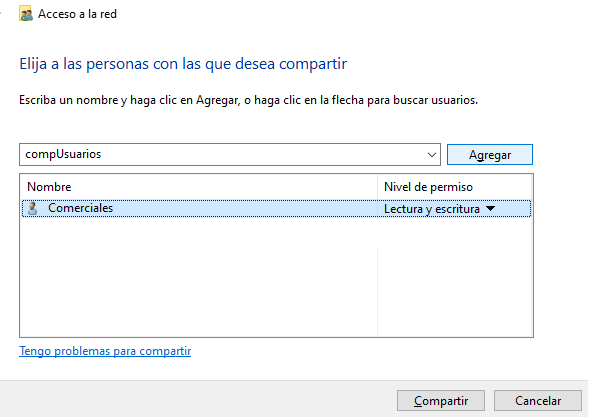 Acceso a la red
Elija a las personas con las que desea compartir
Escriba un nombre y haga clic en Agregar, o haga clic en la flecha para buscar usuarios.
compUsuarios
Agregar
Nombre Nivel de permiso
Comerciales Lectura y escritura
Tengo problemas para compartir
Compartir Cancelar